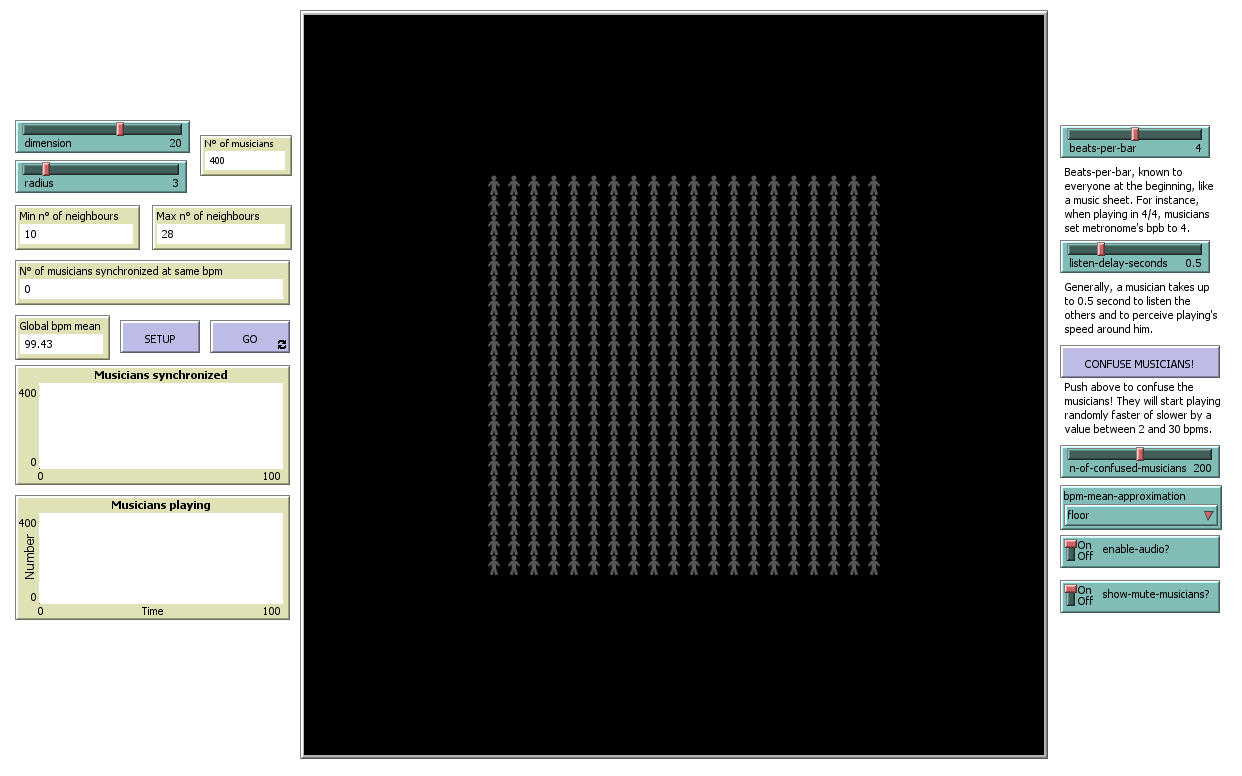 dimension 20
N° of musicians
400
radius 3
Min n° of neighbours
10
Max n° of neighbours
28
N° of musicians synchronized at same bpm
0
Global bpm mean
99.43
SETUP
GO
Musicians synchronized
400
0
0 100
Musicians playing
400
Number
0
0 Time 100
beats-per-bar 4
Beats-per-bar, known to
everyone at the beginning, like
a music sheet. For instance,
when playing in 4/4, musicians
set metronome's bpb to 4.
listen-delay-seconds 0.5
Generally, a musician takes up
to 0.5 second to listen the
others and to perceive playing's
speed around him.
CONFUSE MUSICIANS!
Push above to confuse the
musicians! They will start playing
randomly faster of slower by a
value between 2 and 30 bpms.
n-of-confused-musicians 200
bpm-mean-approximation
floor
On
Off
enable-audio?
On
Off
show-mute-musicians?